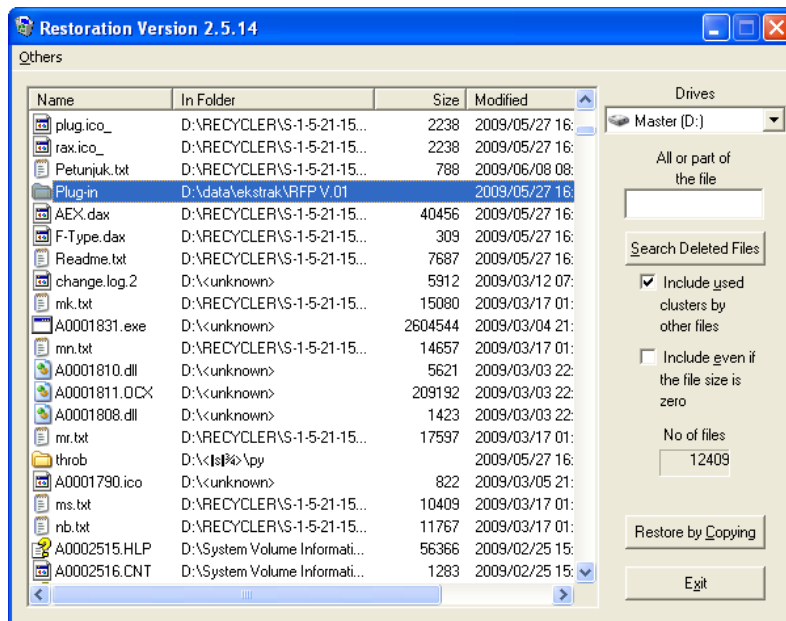 Restoration Version 2.5.14
Others
Name In Folder Size Modified
plug.ico_ D:\RECYCLER\S-1-5-21-15... 2238 2009/05/27 16:
rax.ico_ D:\RECYCLER\S-1-5-21-15... 2238 2009/05/27 16:
Petunjuk.txt D:\RECYCLER\S-1-5-21-15... 788 2009/06/08 08:
Plug-in D:\data\ekstrak\RFP V.01 2009/05/27 16:
AEX.dax D:\RECYCLER\S-1-5-21-15... 40456 2009/05/27 16:
F-Type.dax D:\RECYCLER\S-1-5-21-15... 309 2009/05/27 16:
Readme.txt D:\RECYCLER\S-1-5-21-15... 7687 2009/05/27 16:
change.log.2 D:\<unknown> 5912 2009/03/12 07:
mk.txt D:\RECYCLER\S-1-5-21-15... 15080 2009/03/17 01:
A0001831.exe D:\<unknown> 2604544 2009/03/04 21:
mn.txt D:\RECYCLER\S-1-5-21-15... 14657 2009/03/17 01:
A0001810.dll D:\<unknown> 5621 2009/03/03 22:
A0001811.OCX D:\<unknown> 209192 2009/03/03 22:
A0001808.dll D:\<unknown> 1423 2009/03/03 22:
mr.txt D:\RECYCLER\S-1-5-21-15... 17597 2009/03/17 01:
throb 2009/05/27 16:
A0001790.ico D:\<unknown> 822 2009/03/05 21:
ms.txt D:\RECYCLER\S-1-5-21-15... 10409 2009/03/17 01:
nb.txt D:\RECYCLER\S-1-5-21-15... 11767 2009/03/17 01:
A0002515.HLP D:\System Volume Informati... 56366 2009/02/25 15:
A0002516.CNT D:\System Volume Informati... 1283 2009/02/25 15:
Drives
Master (D:)
All or part of
the file
Search Deleted Files
Include used
clusters by
other files
Include even if
the file size is
zero
No of files
12409
Restore by Copying
Exit